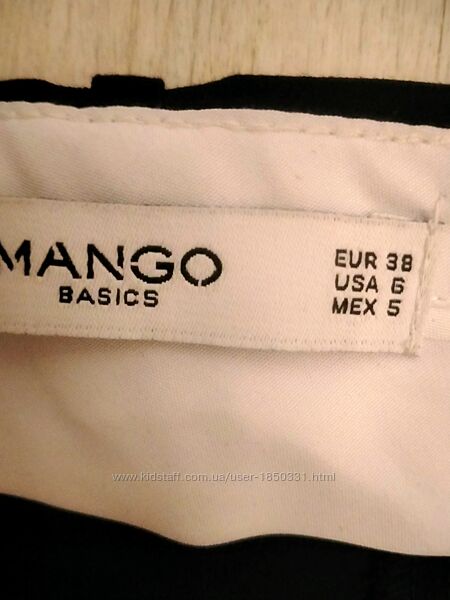 MANGO
BASICS
EUR 38
USA 6
MEX 5
www.kidstaff.com.ua/user-1850331.html